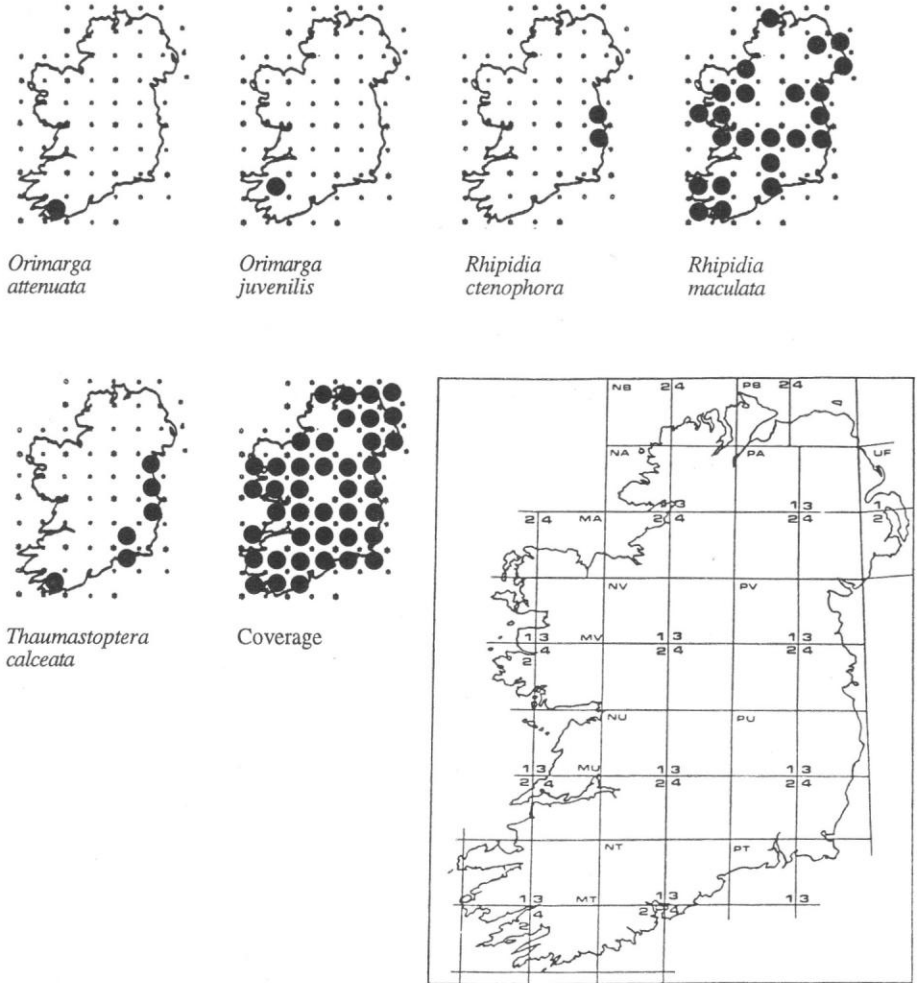 Orimarga
attenuata
Orimarga
juvenilis
Rhipidia
ctenophora
Rhipidia
maculata
Thaumastoptera
calceata
Coverage
NB 2 4 PB 2 4
NA PA UF
1 3 1 3 1
2 4 MA 2 4 2 4 2
NV PV
1 3 MV 1 3 1 3
2 4 2 4 2 4
NU PU
1 3 MU 1 3 1 3
2 4 2 4 2 4
NT PT
1 3 MT 1 3 1 3
2 4 2 4